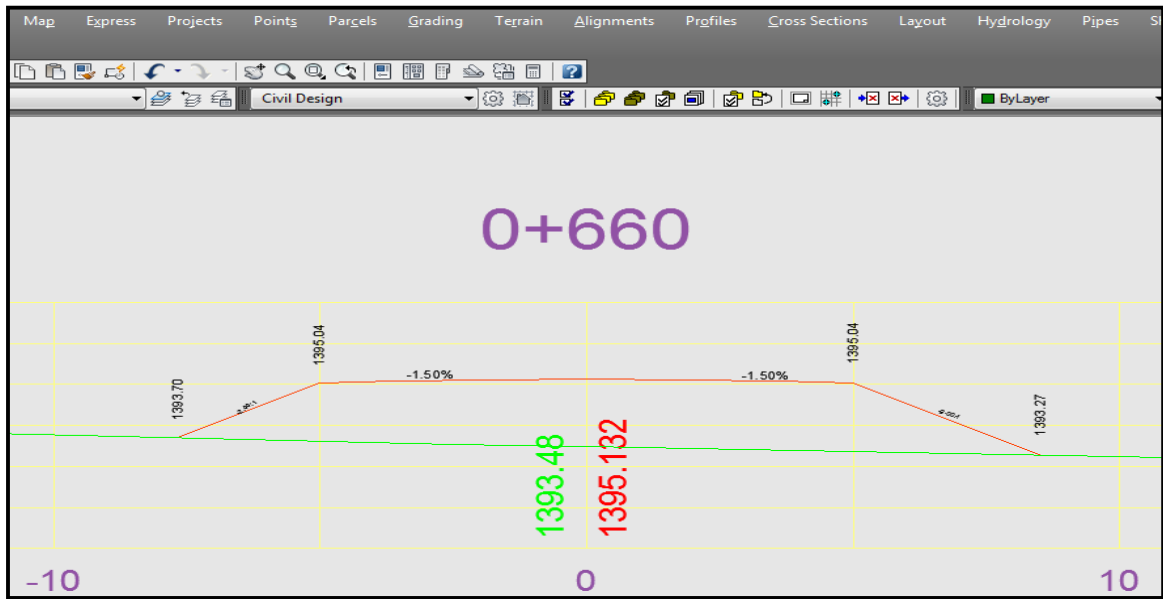 Map Express Projects Points Parcels Grading Terrain Alignments Profiles Cross Sections Layout Hydrology Pipes
Civil Design ByLayer
0+660
1395.04 1395.04
-1.50% -1.50%
1393.70 1393.27
1393.48 1395.132
-10 0 10